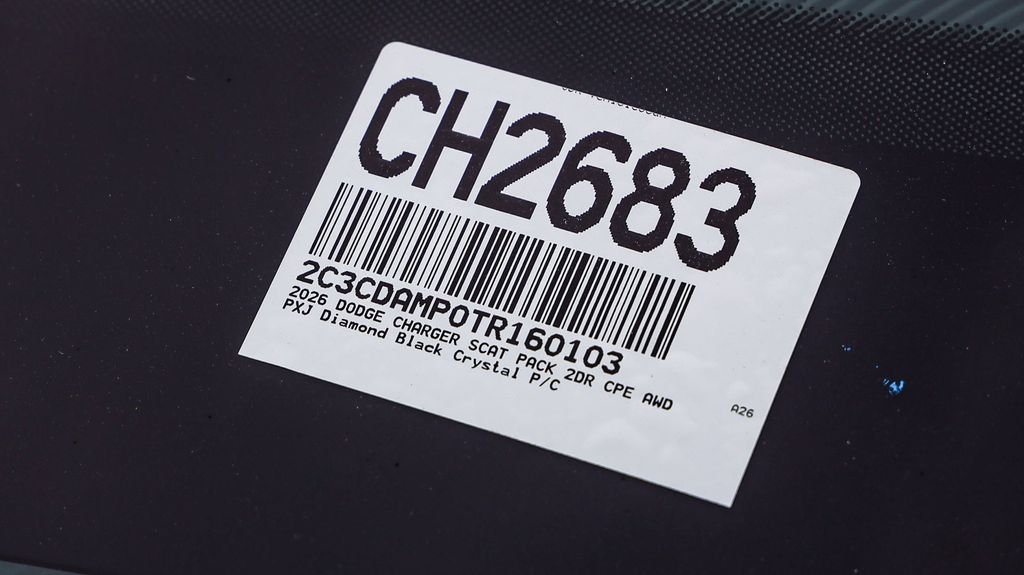 CH2683
2C3CDAMP0TR160103
2026 DODGE CHARGER SCAT PACK 2DR CPE AWD
PXJ Diamond Black Crystal P/C
A26